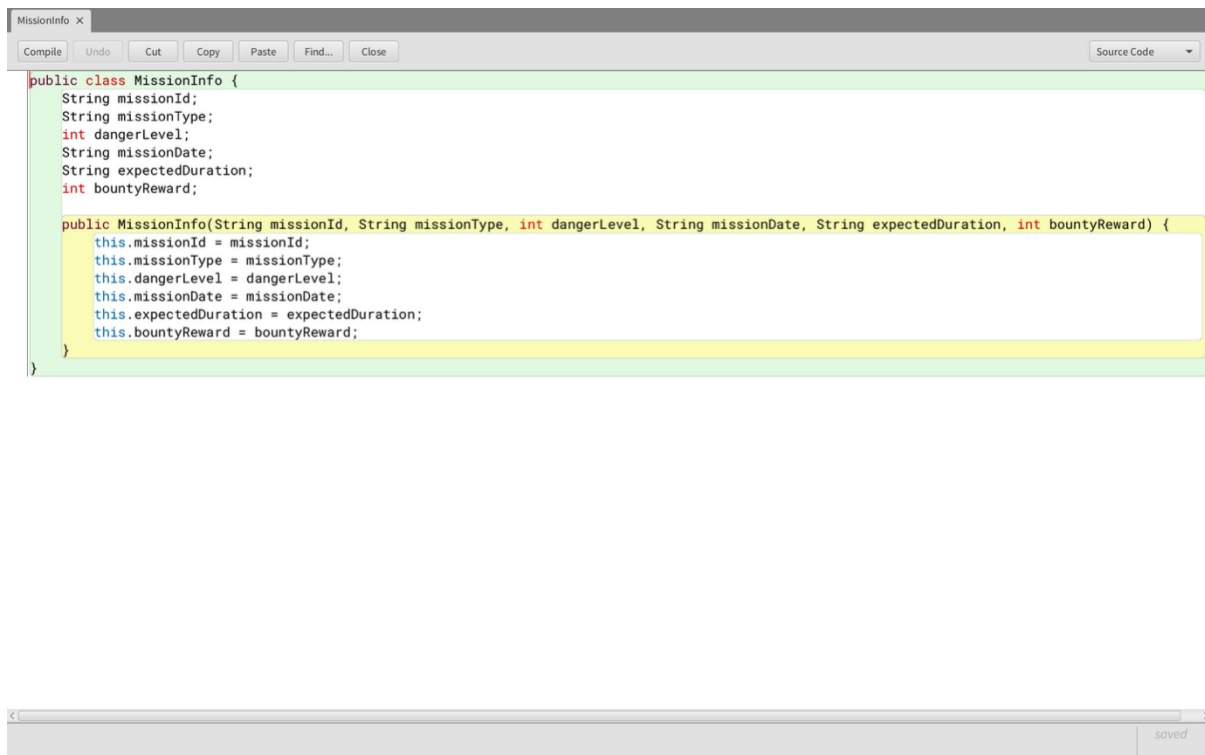 MissionInfo ×
Compile Undo Cut Copy Paste Find... Close Source Code
public class MissionInfo {
    String missionId;
    String missionType;
    int dangerLevel;
    String missionDate;
    String expectedDuration;
    int bountyReward;
    public MissionInfo(String missionId, String missionType, int dangerLevel, String missionDate, String expectedDuration, int bountyReward) {
        this.missionId = missionId;
        this.missionType = missionType;
        this.dangerLevel = dangerLevel;
        this.missionDate = missionDate;
        this.expectedDuration = expectedDuration;
        this.bountyReward = bountyReward;
    }
}
saved